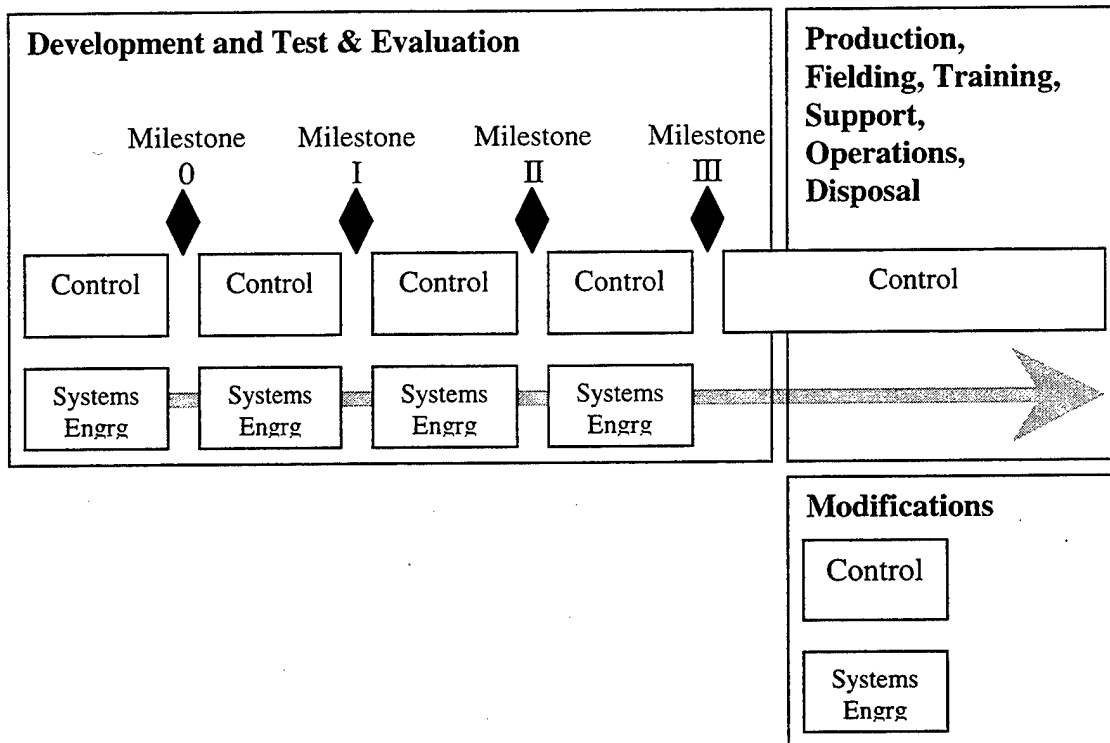 Development and Test & Evaluation
Milestone
0
Milestone
I
Milestone
II
Milestone
III
Control
Control
Control
Control
Systems
Engrg
Systems
Engrg
Systems
Engrg
Systems
Engrg
Production,
Fielding, Training,
Support,
Operations,
Disposal
Control
Modifications
Control
Systems
Engrg